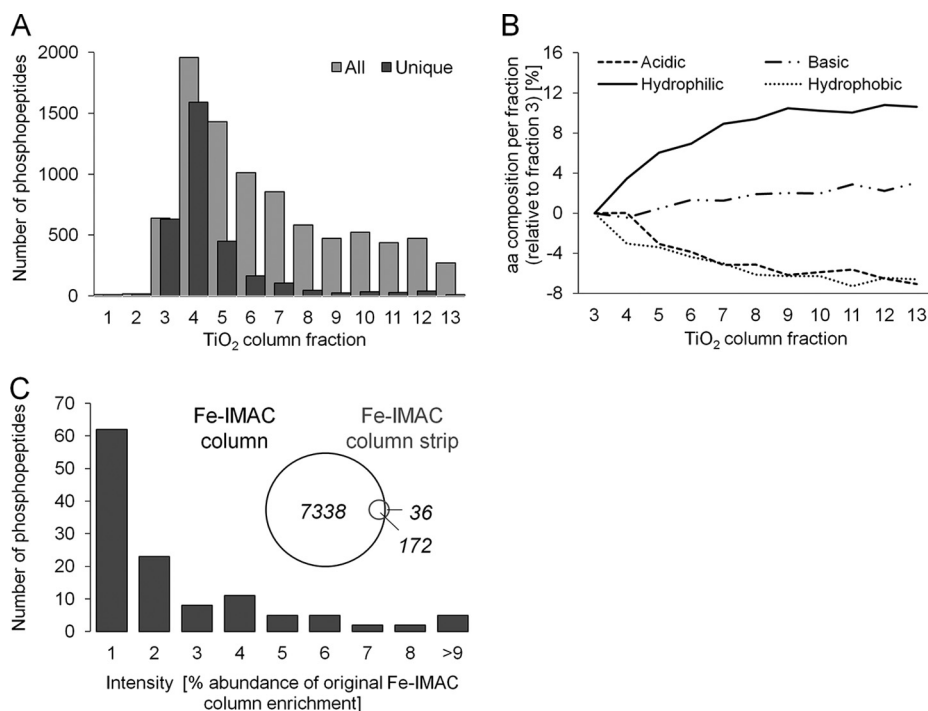 A
Number of phosphopeptides
2000
1500
1000
500
0
All Unique
1 2 3 4 5 6 7 8 9 10 11 12 13
TiO2 column fraction
B
aa composition per fraction
(relative to fraction 3) [%]
16
12
8
4
0
-4
-8
Acidic Basic
Hydrophilic Hydrophobic
3 4 5 6 7 8 9 10 11 12 13
TiO2 column fraction
C
Number of phosphopeptides
70
60
50
40
30
20
10
0
Fe-IMAC
column
Fe-IMAC
column strip
7338
36
172
1 2 3 4 5 6 7 8 >9
Intensity [% abundance of original Fe-IMAC
column enrichment]